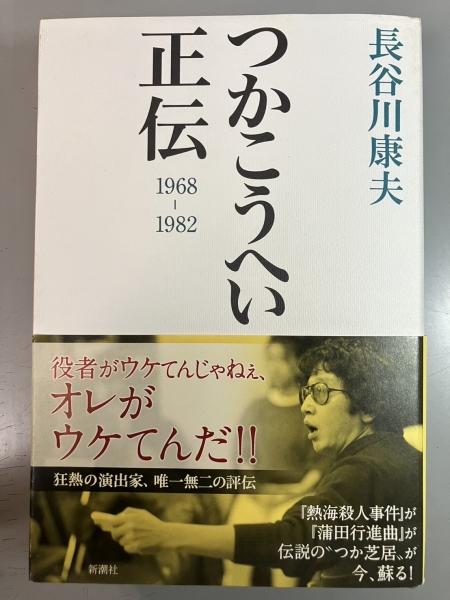 長谷川康夫
つかこうへい
正伝
1968
-
1982
役者がウケてんじゃねぇ、
オレが
ウケてんだ!!
狂熱の演出家、唯一無二の評伝
『熱海殺人事件』が
『蒲田行進曲』が
伝説の〝つか芝居〟が
今、蘇る!
新潮社